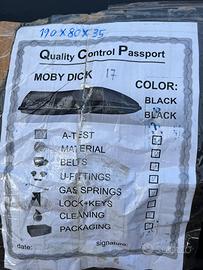 190 x 80 x 35
Quality Control Passport
MOBY DICK 17
COLOR:
BLACK
BLACK
A-TEST
MATERIAL
BELTS
U-FITTINGS
GAS SPRINGS
LOCK+KEYS
CLEANING
PACKAGING
date:
signature: